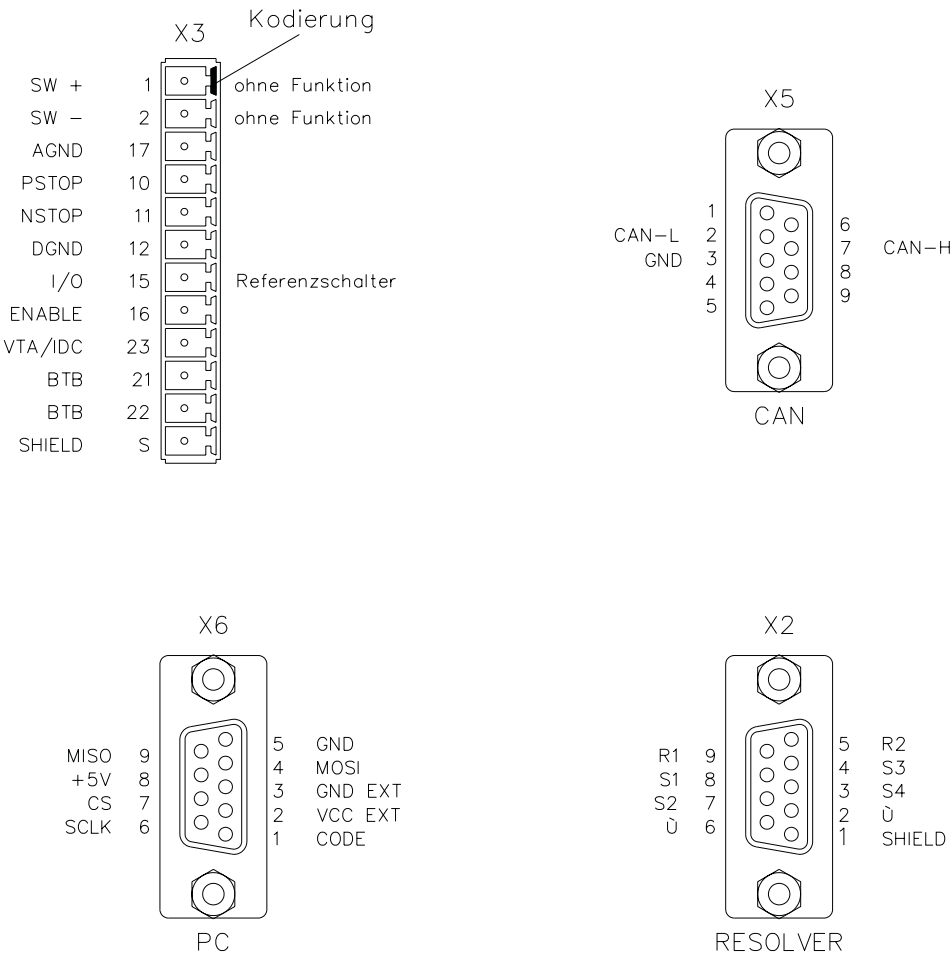 X3
Kodierung
SW + 1 ohne Funktion
SW - 2 ohne Funktion
AGND 17
PSTOP 10
NSTOP 11
DGND 12
I/O 15 Referenzschalter
ENABLE 16
VTA/IDC 23
BTB 21
BTB 22
SHIELD S
X5
1
6
CAN-L 2
7 CAN-H
GND 3
8
4
9
5
CAN
X6
5 GND
MISO 9
4 MOSI
+5V 8
3 GND EXT
CS 7
2 VCC EXT
SCLK 6
1 CODE
PC
X2
5 R2
R1 9
4 S3
S1 8
3 S4
S2 7
2 Ù
Ù 6
1 SHIELD
RESOLVER